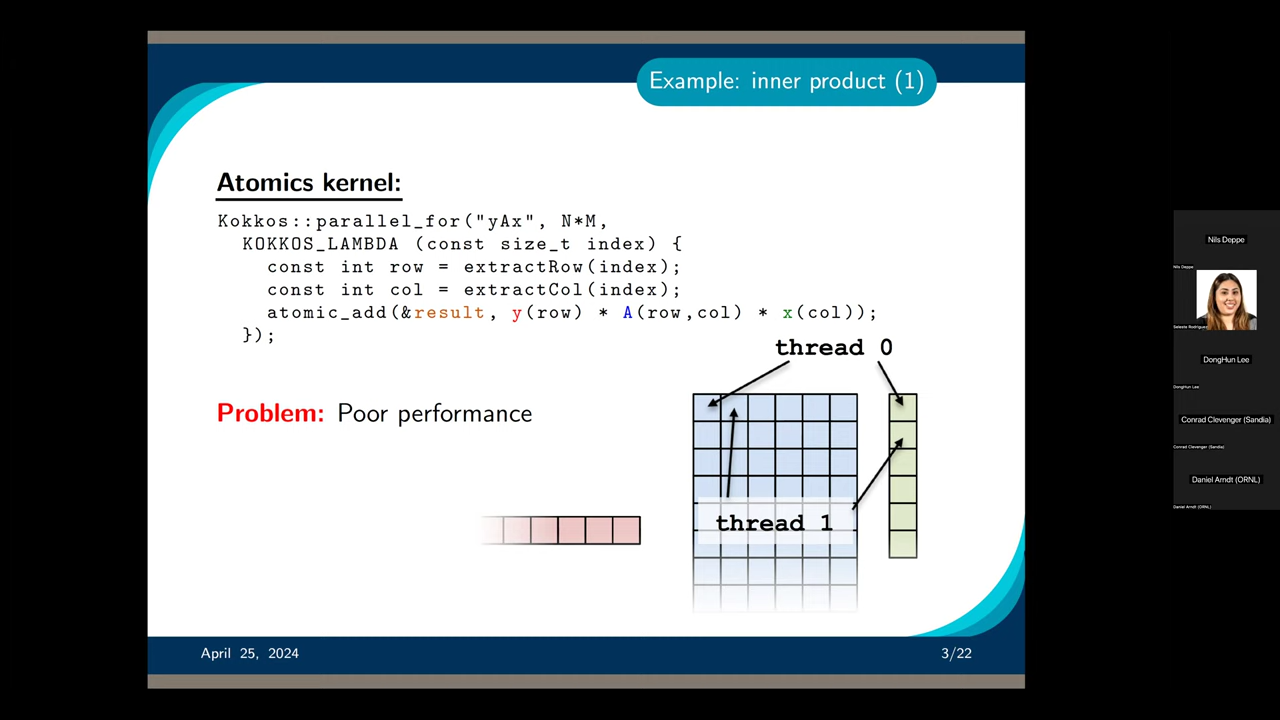 Example: inner product (1)
Atomics kernel:
Kokkos::parallel_for("yAx", N*M,
KOKKOS_LAMBDA (const size_t index) {
const int row = extractRow(index);
const int col = extractCol(index);
atomic_add(&result, y(row) * A(row,col) * x(col));
});
thread 0
Problem: Poor performance
thread 1
April 25, 2024
3/22
Nils Deppe
Nils Deppe
DongHun Lee
DongHun Lee
Conrad Clevenger (Sandia)
Conrad Clevenger (Sandia)
Daniel Arndt (ORNL)
Daniel Arndt (ORNL)